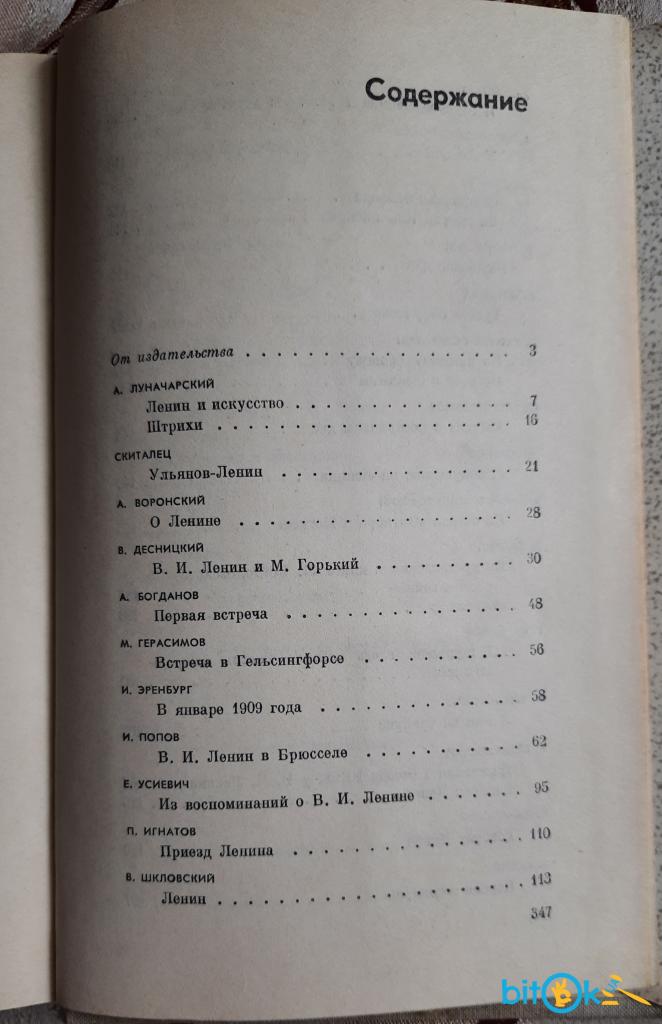 Содержание
От издательства . . . . . . . . . . . . . . . . . 3
А. ЛУНАЧАРСКИЙ
Ленин и искусство . . . . . . . . . . . . . . . 7
Штрихи . . . . . . . . . . . . . . . . . . . . 16
СКИТАЛЕЦ
Ульянов-Ленин . . . . . . . . . . . . . . . 21
А. ВОРОНСКИЙ
О Ленине . . . . . . . . . . . . . . . . . . 28
В. ДЕСНИЦКИЙ
В. И. Ленин и М. Горький . . . . . . . . . . 30
А. БОГДАНОВ
Первая встреча . . . . . . . . . . . . . . . 48
М. ГЕРАСИМОВ
Встреча в Гельсингфорсе . . . . . . . . . . 56
И. ЭРЕНБУРГ
В январе 1909 года . . . . . . . . . . . . . 58
И. ПОПОВ
В. И. Ленин в Брюсселе . . . . . . . . . . . 62
Е. УСИЕВИЧ
Из воспоминаний о В. И. Ленине . . . . . . . 95
П. ИГНАТОВ
Приезд Ленина . . . . . . . . . . . . . . . 110
В. ШКЛОВСКИЙ
Ленин . . . . . . . . . . . . . . . . . . . 113
347
bitok.ua